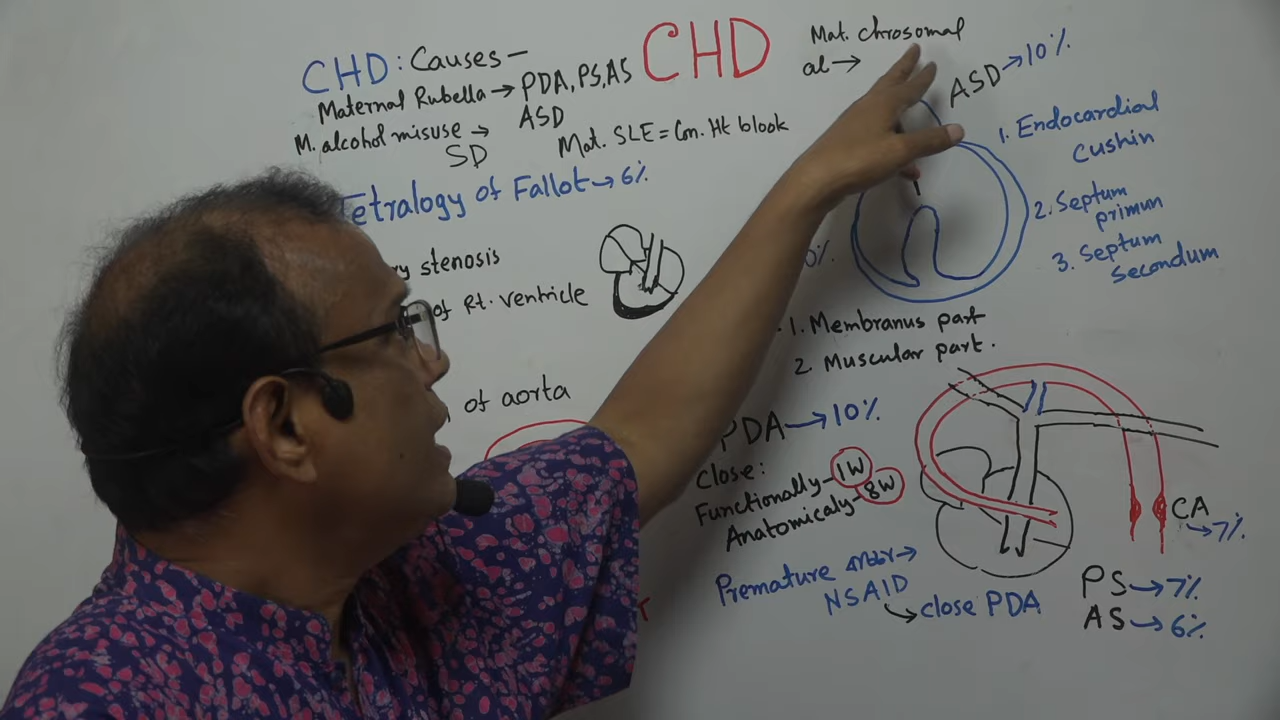 CHD
CHD: Causes -
Maternal Rubella → PDA, PS, AS
ASD
M. alcohol misuse →
SD
Mat. SLE = Con. Ht block
Mat. chrosomal
al →
ASD → 10%
1. Endocardial
cushin
2. Septum
primum
3. Septum
Secondum
Tetralogy of Fallot → 6%
stenosis
of Rt. ventricle
of aorta
0%
1. Membranus part
2. Muscular part.
PDA → 10%
Close:
Functionally - 1W
Anatomicaly - 8W
Premature →
NSAID
→ close PDA
CA
→ 7%
PS → 7%
AS → 6%